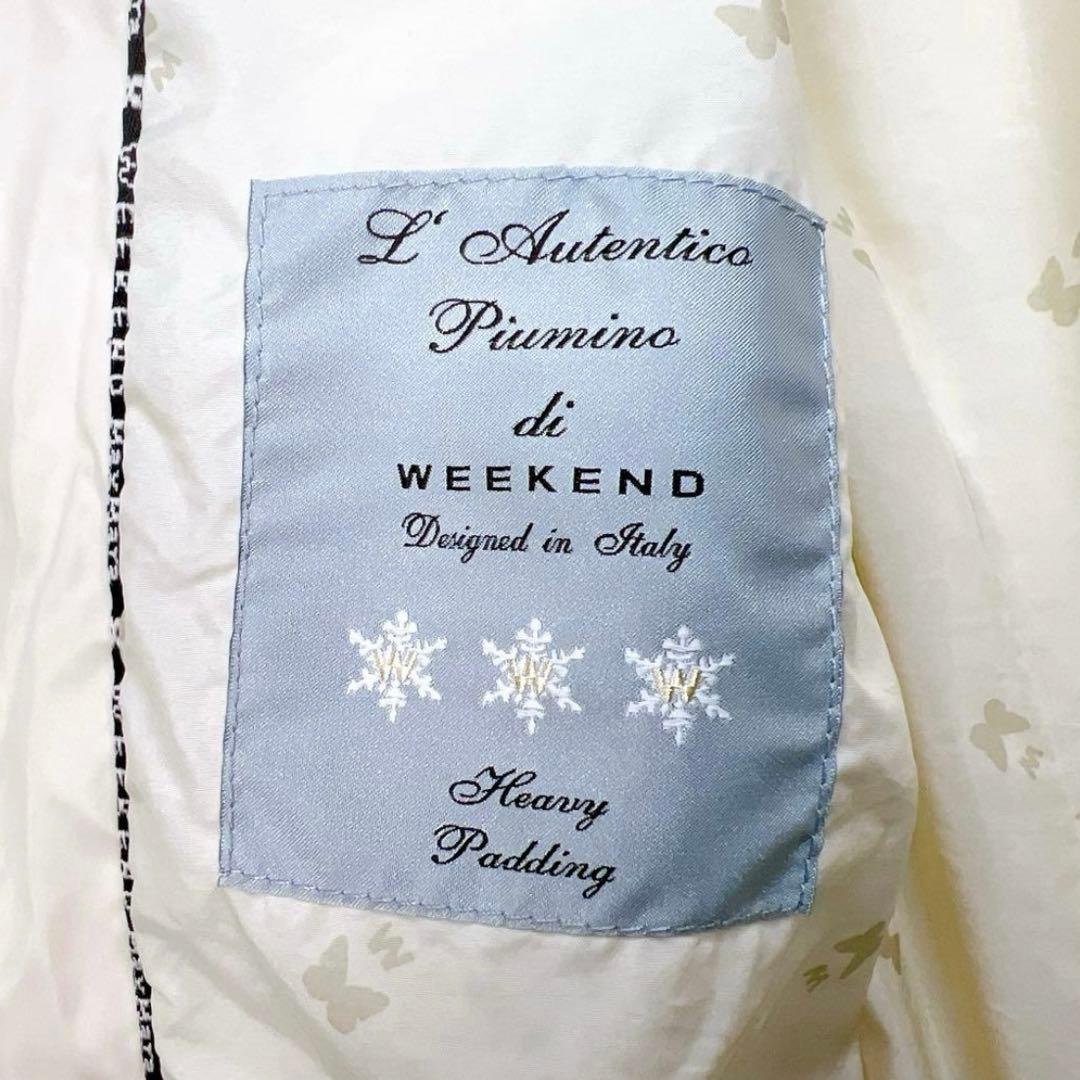 L' Autentico
Piumino
di
WEEKEND
Designed in Italy
W W W
Heavy
Padding